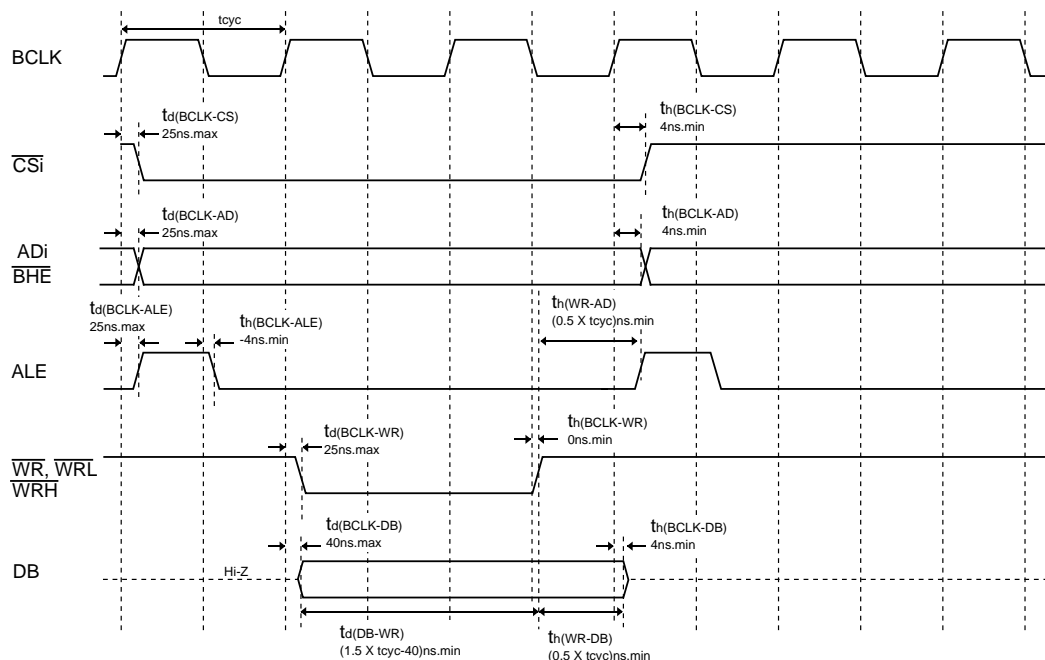 tcyc
BCLK
td(BCLK-CS)
25ns.max
th(BCLK-CS)
4ns.min
CSi
td(BCLK-AD)
25ns.max
th(BCLK-AD)
4ns.min
ADi
BHE
td(BCLK-ALE)
25ns.max
th(BCLK-ALE)
-4ns.min
th(WR-AD)
(0.5 X tcyc)ns.min
ALE
td(BCLK-WR)
25ns.max
th(BCLK-WR)
0ns.min
WR, WRL
WRH
td(BCLK-DB)
40ns.max
th(BCLK-DB)
4ns.min
DB
Hi-Z
td(DB-WR)
(1.5 X tcyc-40)ns.min
th(WR-DB)
(0.5 X tcyc)ns.min